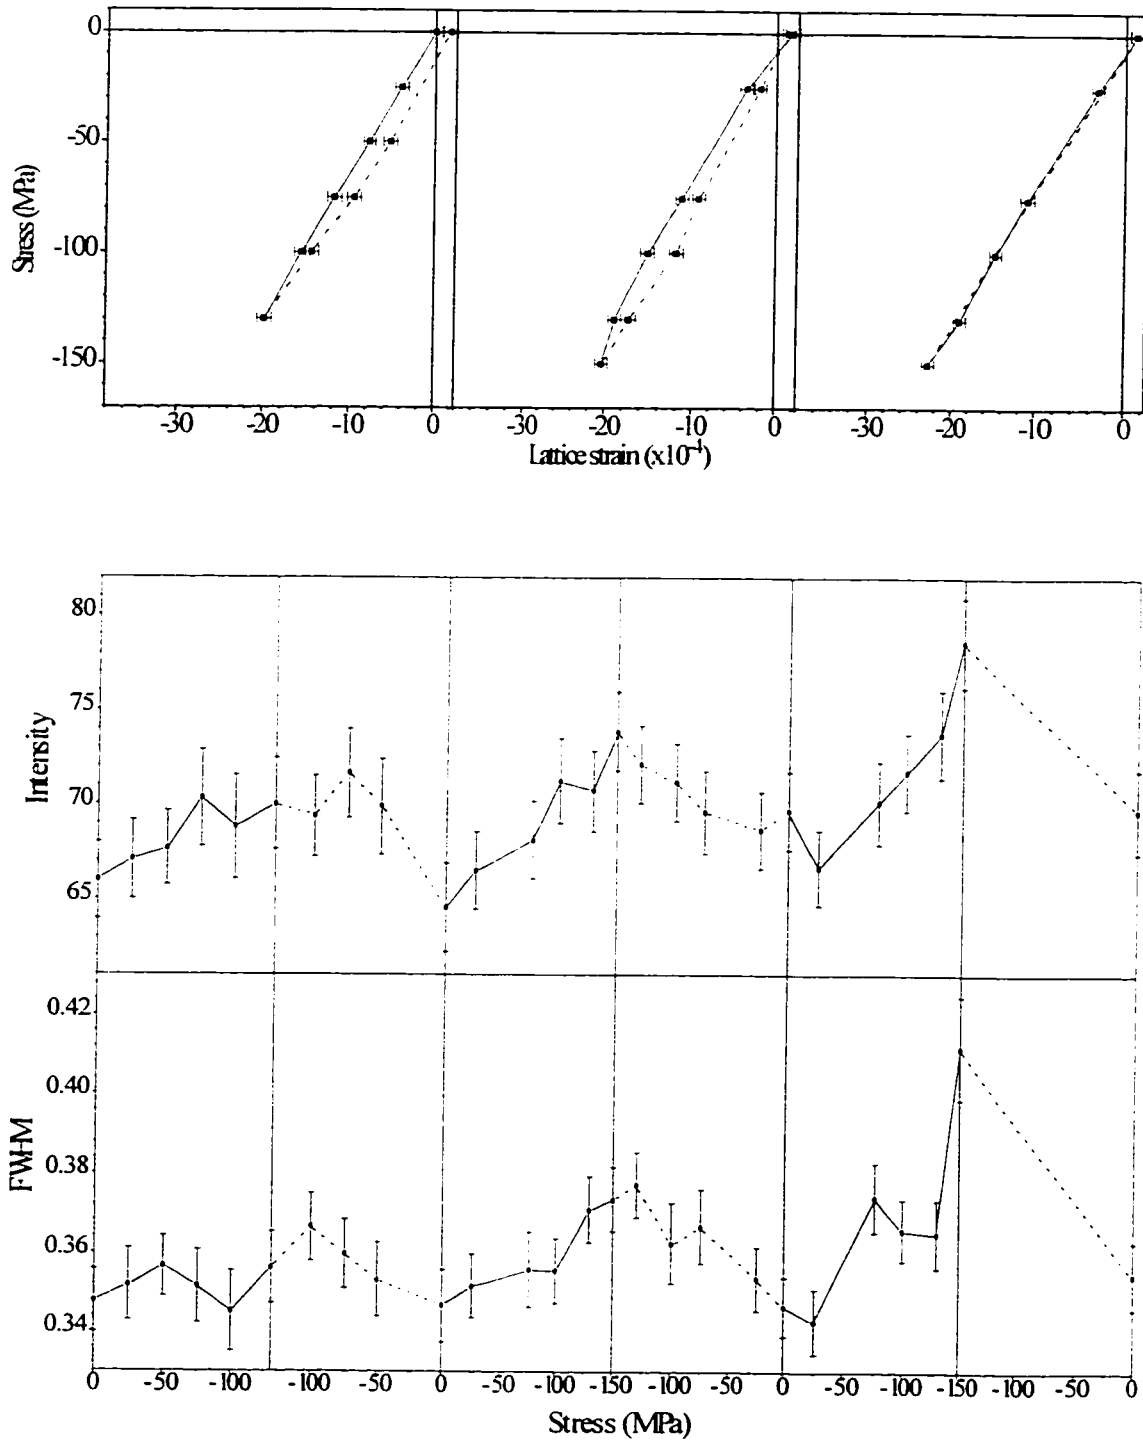 0
-50
-100
-150
Stress (MPa)
-30 -20 -10 0 -30 -20 -10 0 -30 -20 -10 0
Lattice strain (x10⁻⁴)
80
75
70
65
Intensity
0.42
0.40
0.38
0.36
0.34
FWHM
0 -50 -100 -100 -50 0 -50 -100 -150 -100 -50 0 -50 -100 -150 -100 -50 0
Stress (MPa)